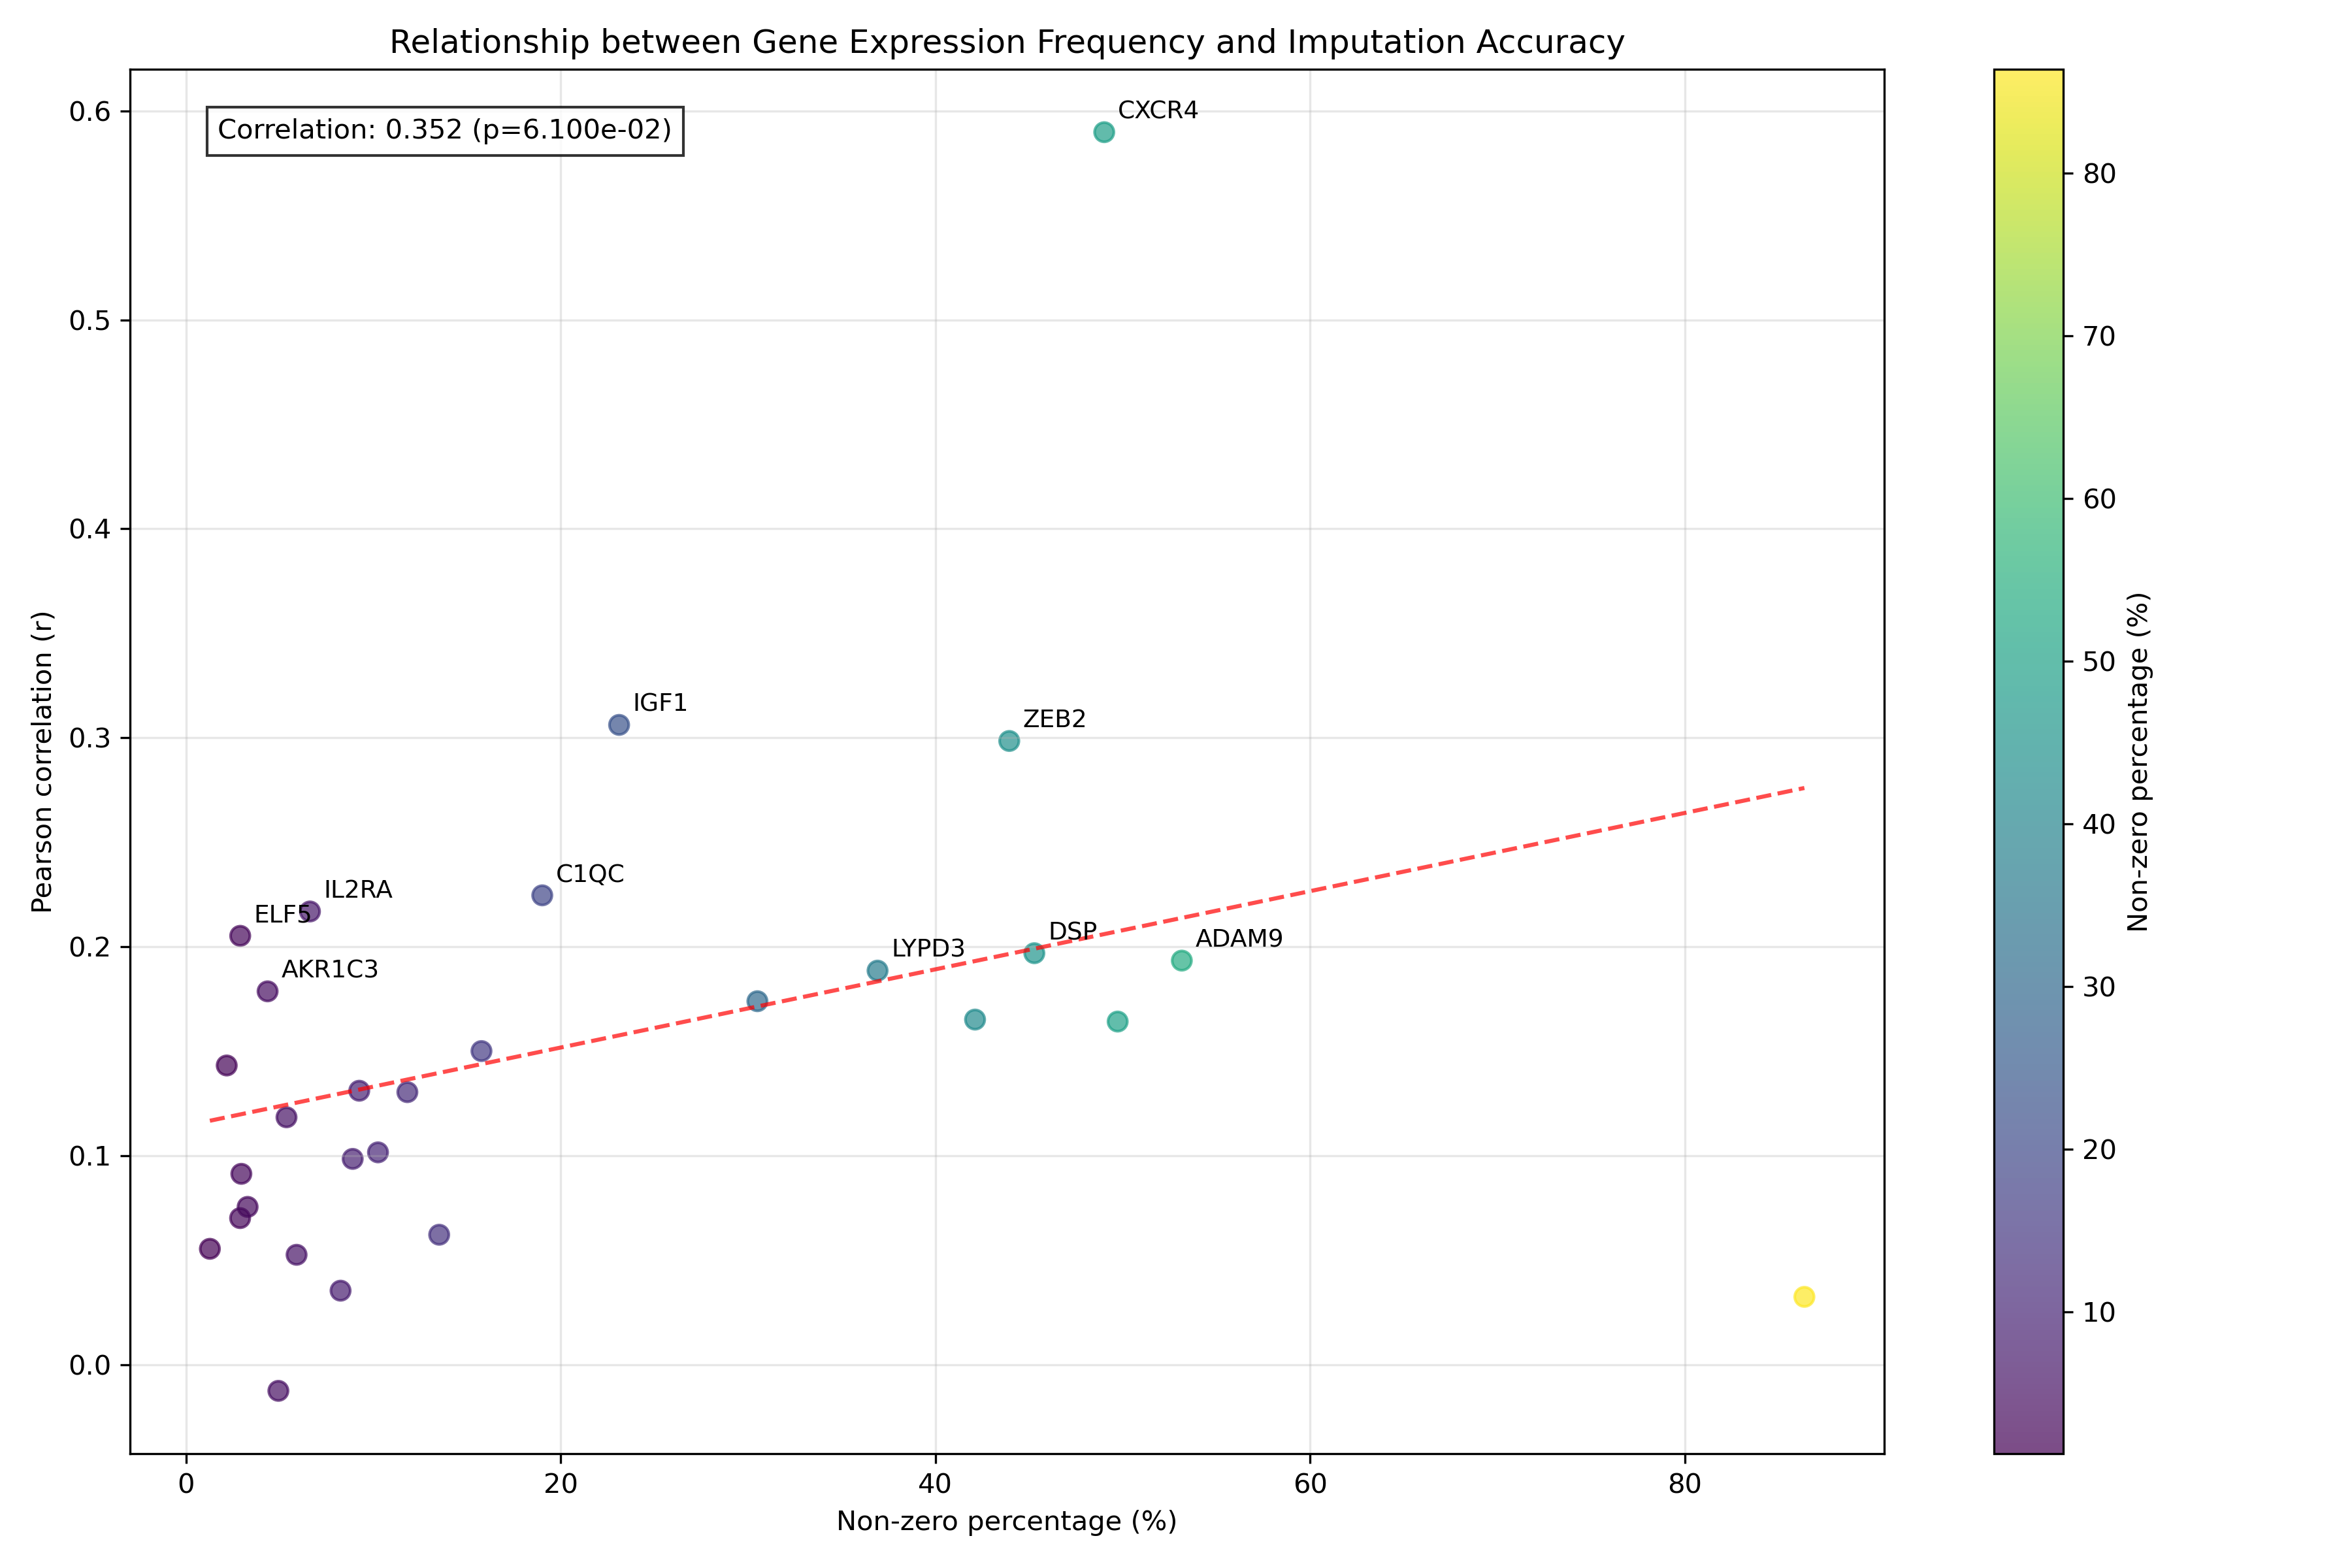 Relationship between Gene Expression Frequency and Imputation Accuracy
Correlation: 0.352 (p=6.100e-02)
CXCR4
IGF1
ZEB2
C1QC
IL2RA
ELF5
DSP
ADAM9
LYPD3
AKR1C3
Pearson correlation (r)
0.6
0.5
0.4
0.3
0.2
0.1
0.0
0
20
40
60
80
Non-zero percentage (%)
80
70
60
50
40
30
20
10
Non-zero percentage (%)